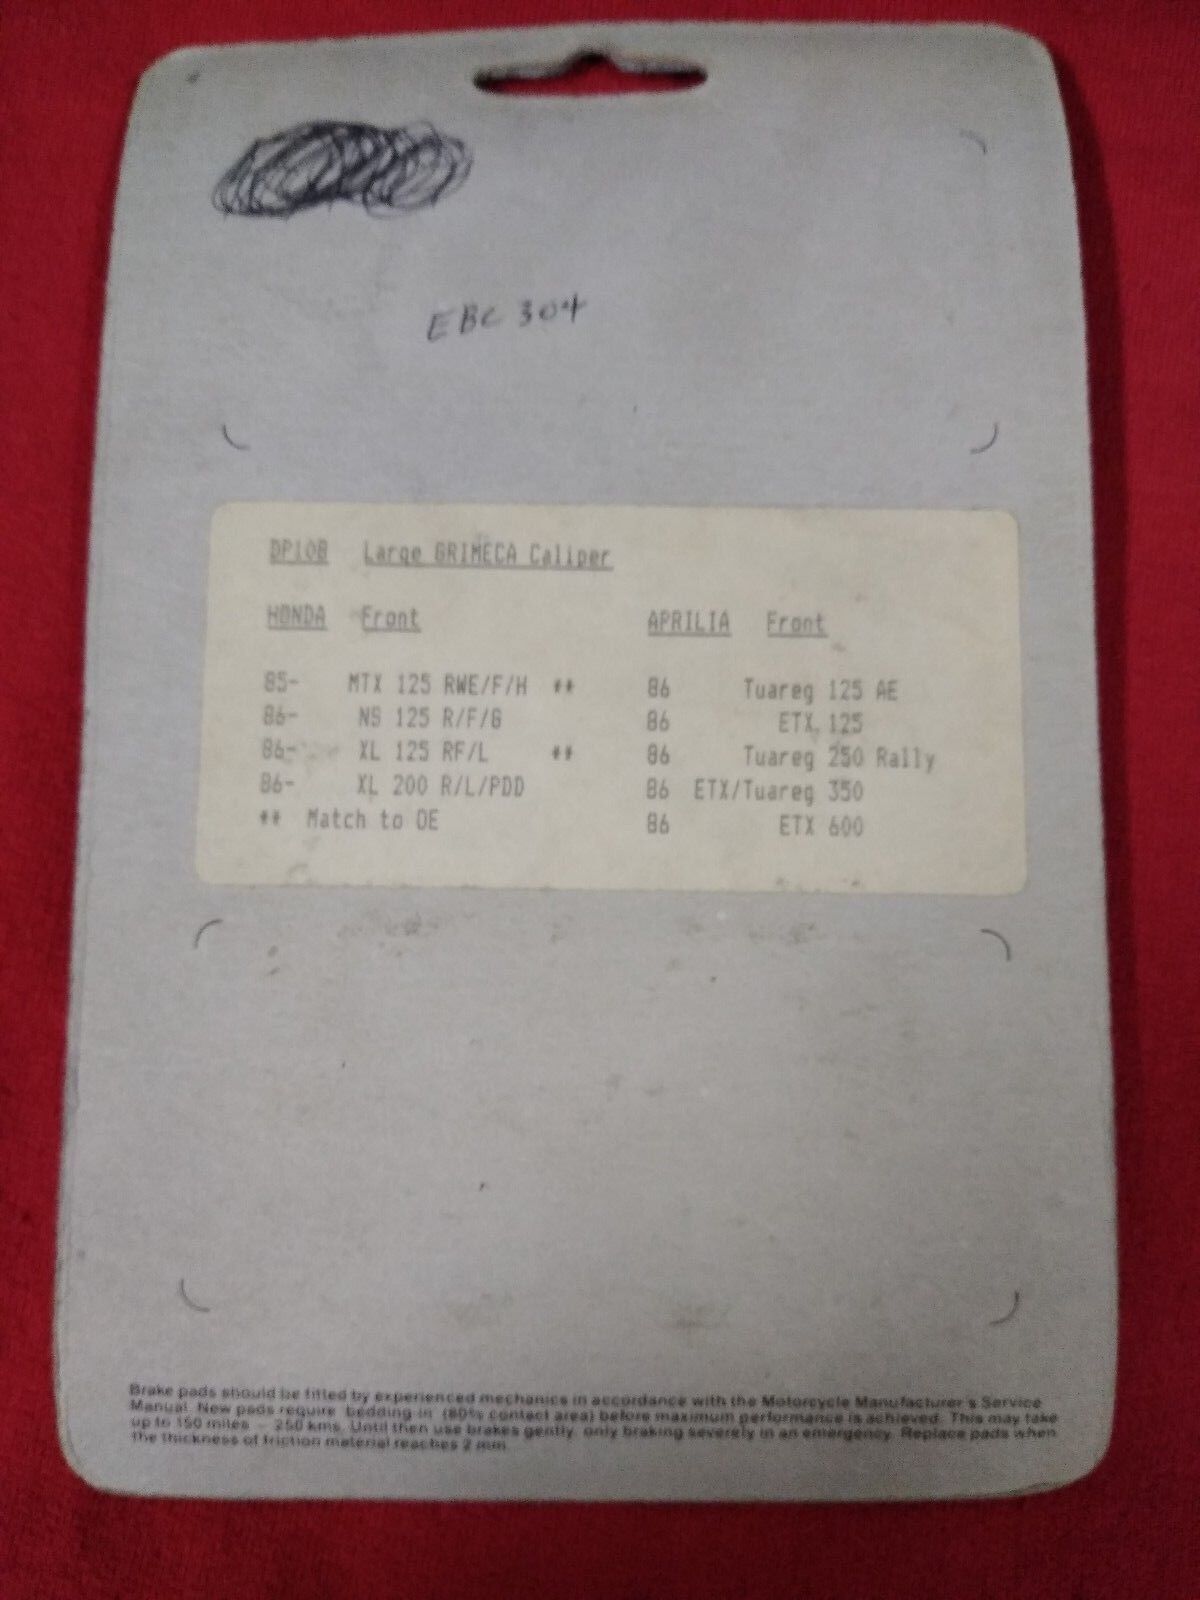 EBC 304
DP108 Large GRIMECA Caliper
HONDA Front
85- MTX 125 RWE/F/H **
86- NS 125 R/F/G
86- XL 125 RF/L **
86- XL 200 R/L/PDD
** Match to OE
APRILIA Front
86 Tuareg 125 AE
86 ETX 125
86 Tuareg 250 Rally
86 ETX/Tuareg 350
86 ETX 600
Brake pads should be fitted by experienced mechanics in accordance with the Motorcycle Manufacturer's Service
Manual. New pads require bedding-in (80% contact area) before maximum performance is achieved. This may take
up to 150 miles - 250 kms. Until then use brakes gently, only braking severely in an emergency. Replace pads when
the thickness of friction material reaches 2 mm